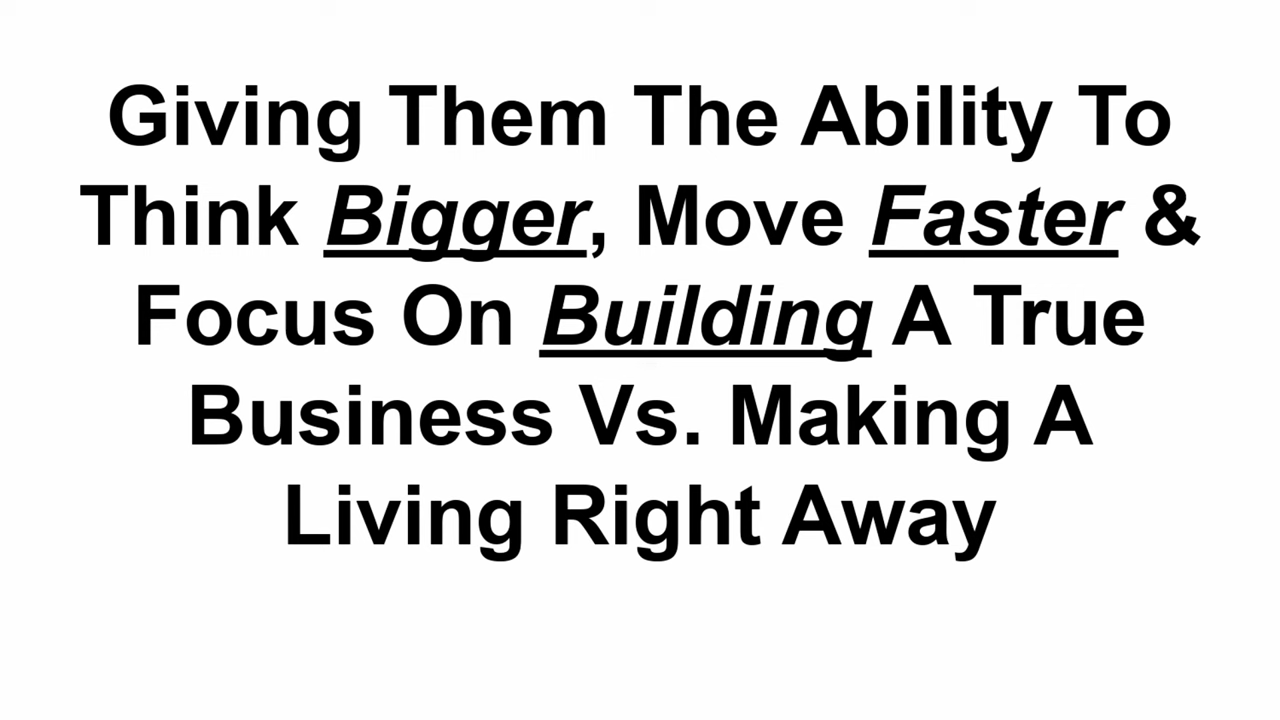 Giving Them The Ability To
Think Bigger, Move Faster &
Focus On Building A True
Business Vs. Making A
Living Right Away